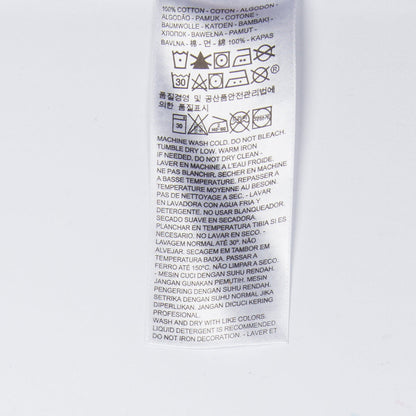 100% COTTON - COTON - ALGODÓN -
ALGODÃO - PAMUK - COTONE -
BAUMWOLLE - KATOEN - BAMBAKI -
ХЛОПОК - BAWEŁNA - PAMUT -
BAVLNA - 棉 - 면 - 綿 100% - KAPAS
30
품질경영 및 공산품안전관리법 에
의한 품질표시
30
MACHINE WASH COLD. DO NOT BLEACH.
TUMBLE DRY LOW. WARM IRON
IF NEEDED. DO NOT DRY CLEAN -
LAVER EN MACHINE A L'EAU FROIDE.
NE PAS BLANCHIR. SÉCHER EN MACHINE
A BASSE TEMPÉRATURE. REPASSER A
TEMPÉRATURE MOYENNE AU BESOIN.
PAS DE NETTOYAGE A SEC. - LAVAR
EN LAVADORA CON AGUA FRIA Y
DETERGENTE. NO USAR BLANQUEADOR.
SECADO SUAVE EN SECADORA.
PLANCHAR EN TEMPERATURA TIBIA SI ES
NECESARIO. NO LAVAR EN SECO. -
LAVAGEM NORMAL ATÉ 30º. NÃO
ALVEJAR. SECAGEM EM TAMBOR EM
TEMPERATURA BAIXA. PASSAR A
FERRO ATÉ 150ºC. NÃO LIMPAR A SECO.
- MESIN CUCI DENGAN SUHU RENDAH.
JANGAN GUNAKAN PEMUTIH. MESIN
PENGERING DENGAN SUHU RENDAH.
SETRIKA DENGAN SUHU NORMAL JIKA
DIPERLUKAN. JANGAN DICUCI KERING
PROFESIONAL.
WASH AND DRY WITH LIKE COLORS.
LIQUID DETERGENT IS RECOMMENDED.
DO NOT IRON DECORATION. - LAVER ET